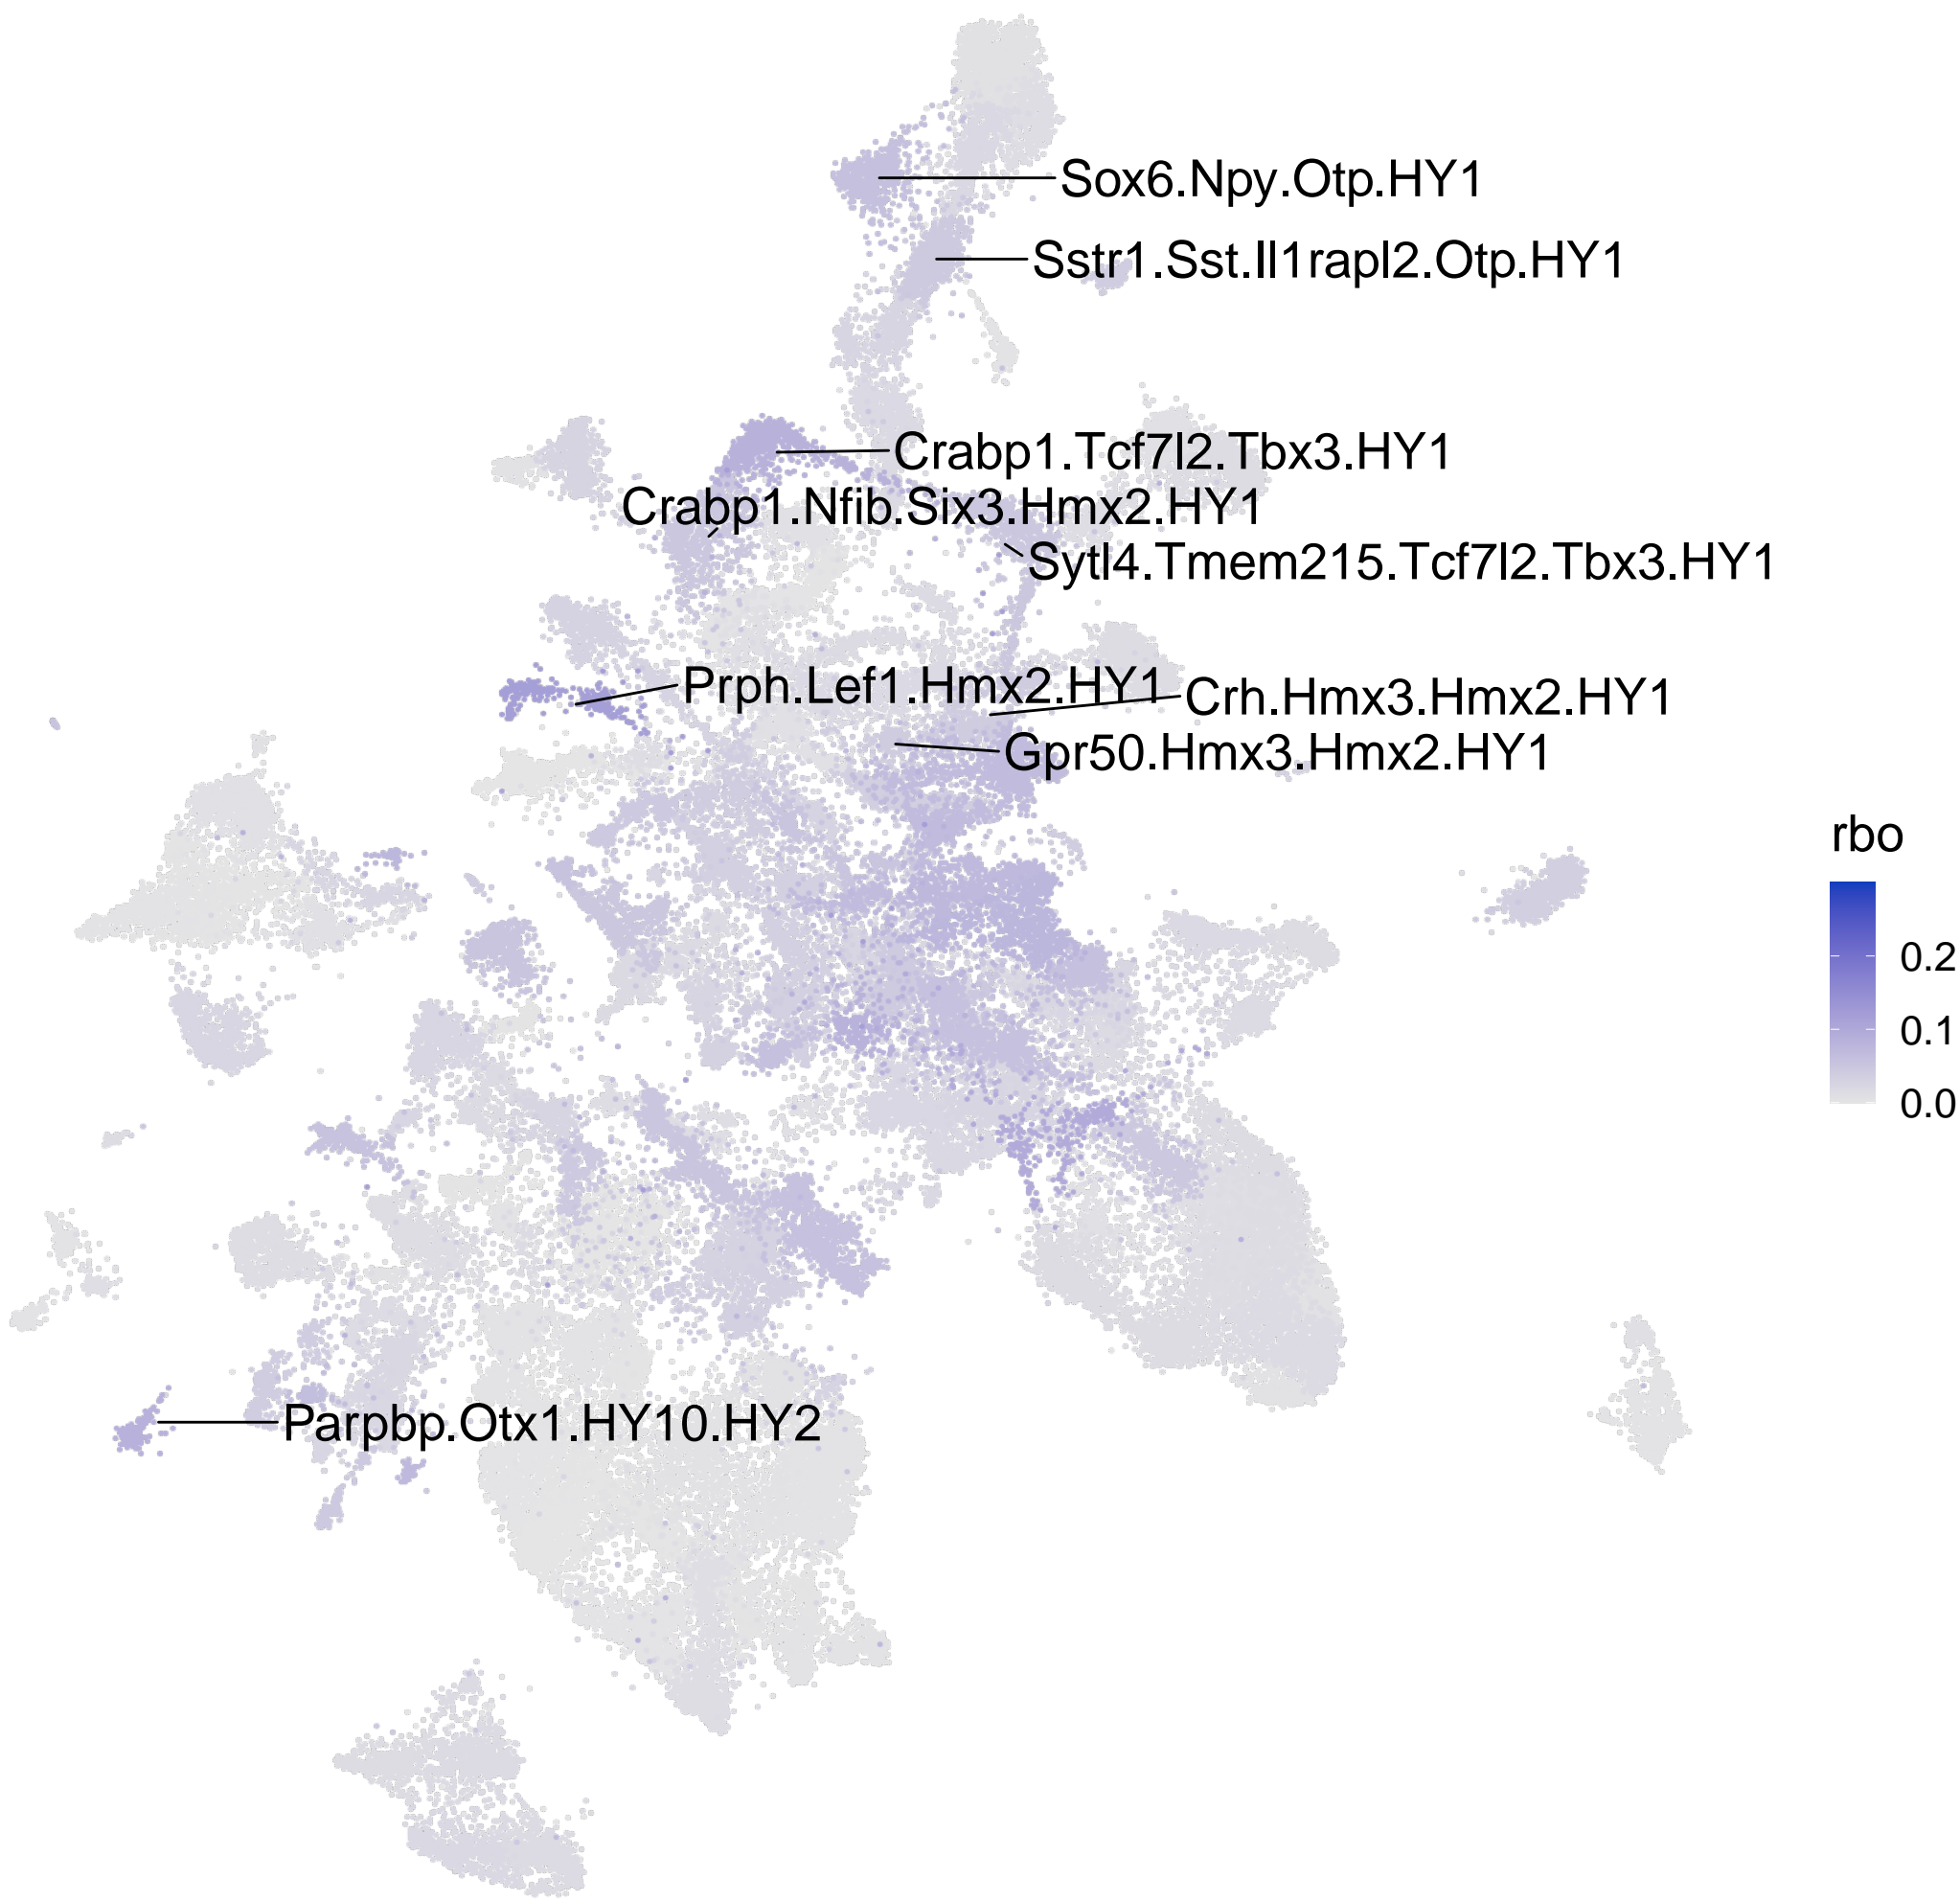 Sox6.Npy.Otp.HY1
Sstr1.Sst.Il1rapl2.Otp.HY1
Crabp1.Tcf7l2.Tbx3.HY1
Crabp1.Nfib.Six3.Hmx2.HY1
Sytl4.Tmem215.Tcf7l2.Tbx3.HY1
Prph.Lef1.Hmx2.HY1
Crh.Hmx3.Hmx2.HY1
Gpr50.Hmx3.Hmx2.HY1
rbo
0.2
0.1
0.0
Parpbp.Otx1.HY10.HY2